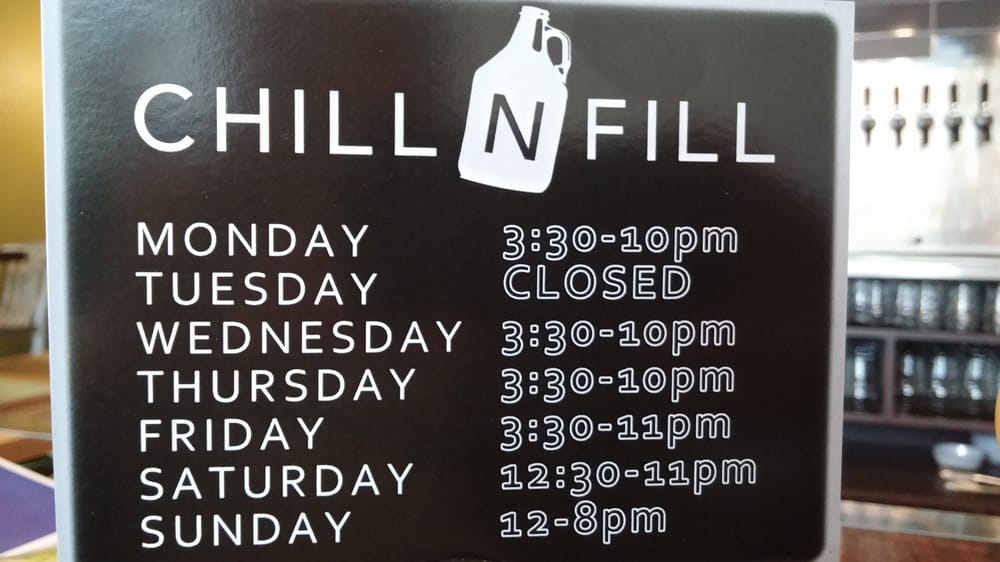 CHILL N FILL
MONDAY 3:30-10pm
TUESDAY CLOSED
WEDNESDAY 3:30-10pm
THURSDAY 3:30-10pm
FRIDAY 3:30-11pm
SATURDAY 12:30-11pm
SUNDAY 12-8pm